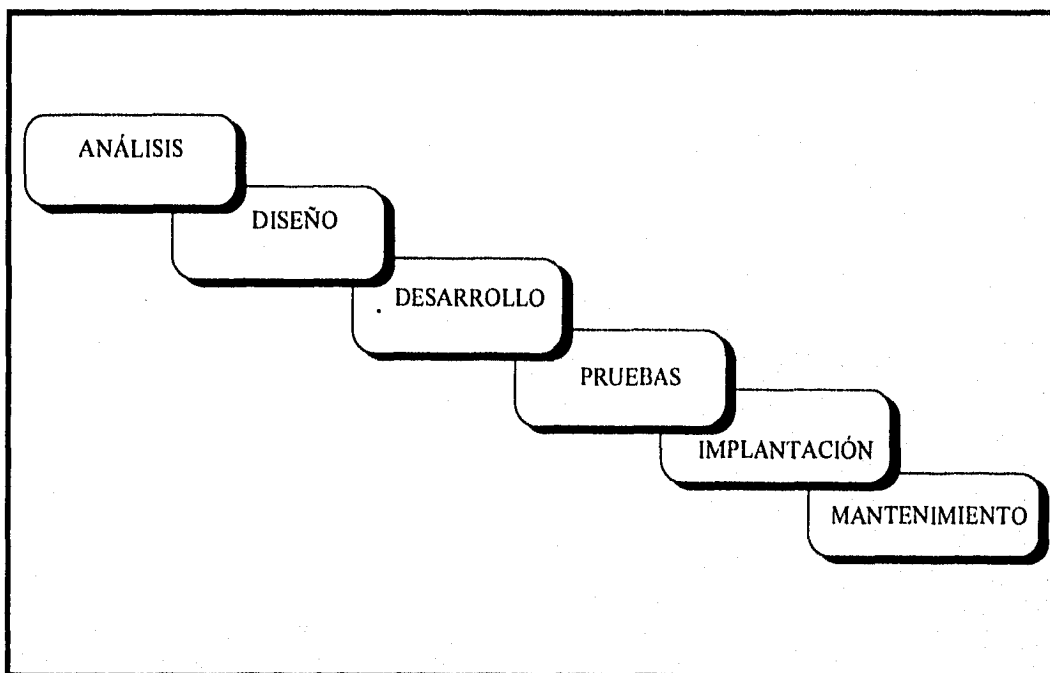 ANÁLISIS
DISEÑO
DESARROLLO
PRUEBAS
IMPLANTACIÓN
MANTENIMIENTO